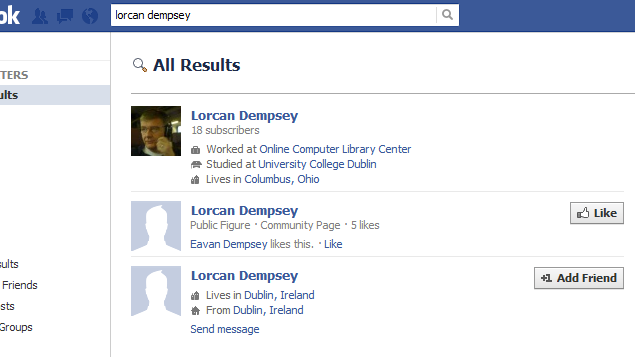 ok lorcan dempsey
TERS
ults
ults
Friends
sts
Groups
All Results
Lorcan Dempsey
18 subscribers
Worked at Online Computer Library Center
Studied at University College Dublin
Lives in Columbus, Ohio
Lorcan Dempsey
Public Figure · Community Page · 5 likes
Eavan Dempsey likes this. · Like
Like
Lorcan Dempsey
Lives in Dublin, Ireland
From Dublin, Ireland
Send message
+1 Add Friend